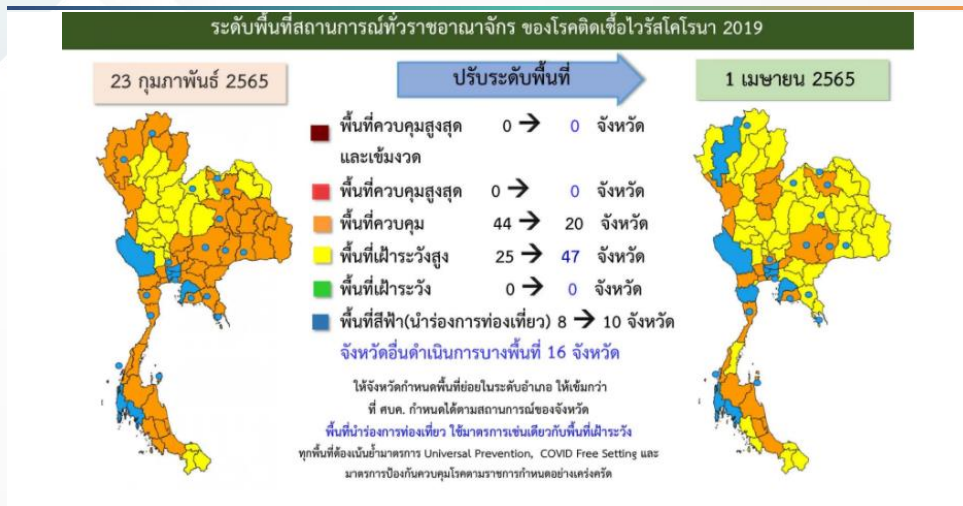 ระดับพื้นที่สถานการณ์ทั่วราชอาณาจักร ของโรคติดเชื้อไวรัสโคโรนา 2019
23 กุมภาพันธ์ 2565
ปรับระดับพื้นที่
1 เมษายน 2565
พื้นที่ควบคุมสูงสุด 0 → 0 จังหวัด
และเข้มงวด
พื้นที่ควบคุมสูงสุด 0 → 0 จังหวัด
พื้นที่ควบคุม 44 → 20 จังหวัด
พื้นที่เฝ้าระวังสูง 25 → 47 จังหวัด
พื้นที่เฝ้าระวัง 0 → 0 จังหวัด
พื้นที่สีฟ้า(นำร่องการท่องเที่ยว) 8 → 10 จังหวัด
จังหวัดอื่นดำเนินการบางพื้นที่ 16 จังหวัด
ให้จังหวัดกำหนดพื้นที่ย่อยในระดับอำเภอ ให้เข้มกว่า
ที่ ศบค. กำหนดได้ตามสถานการณ์ของจังหวัด
พื้นที่นำร่องการท่องเที่ยว ใช้มาตรการเช่นเดียวกับพื้นที่เฝ้าระวัง
ทุกพื้นที่ต้องเน้นย้ำมาตรการ Universal Prevention, COVID Free Setting และ
มาตรการป้องกันควบคุมโรคตามราชการกำหนดอย่างเคร่งครัด